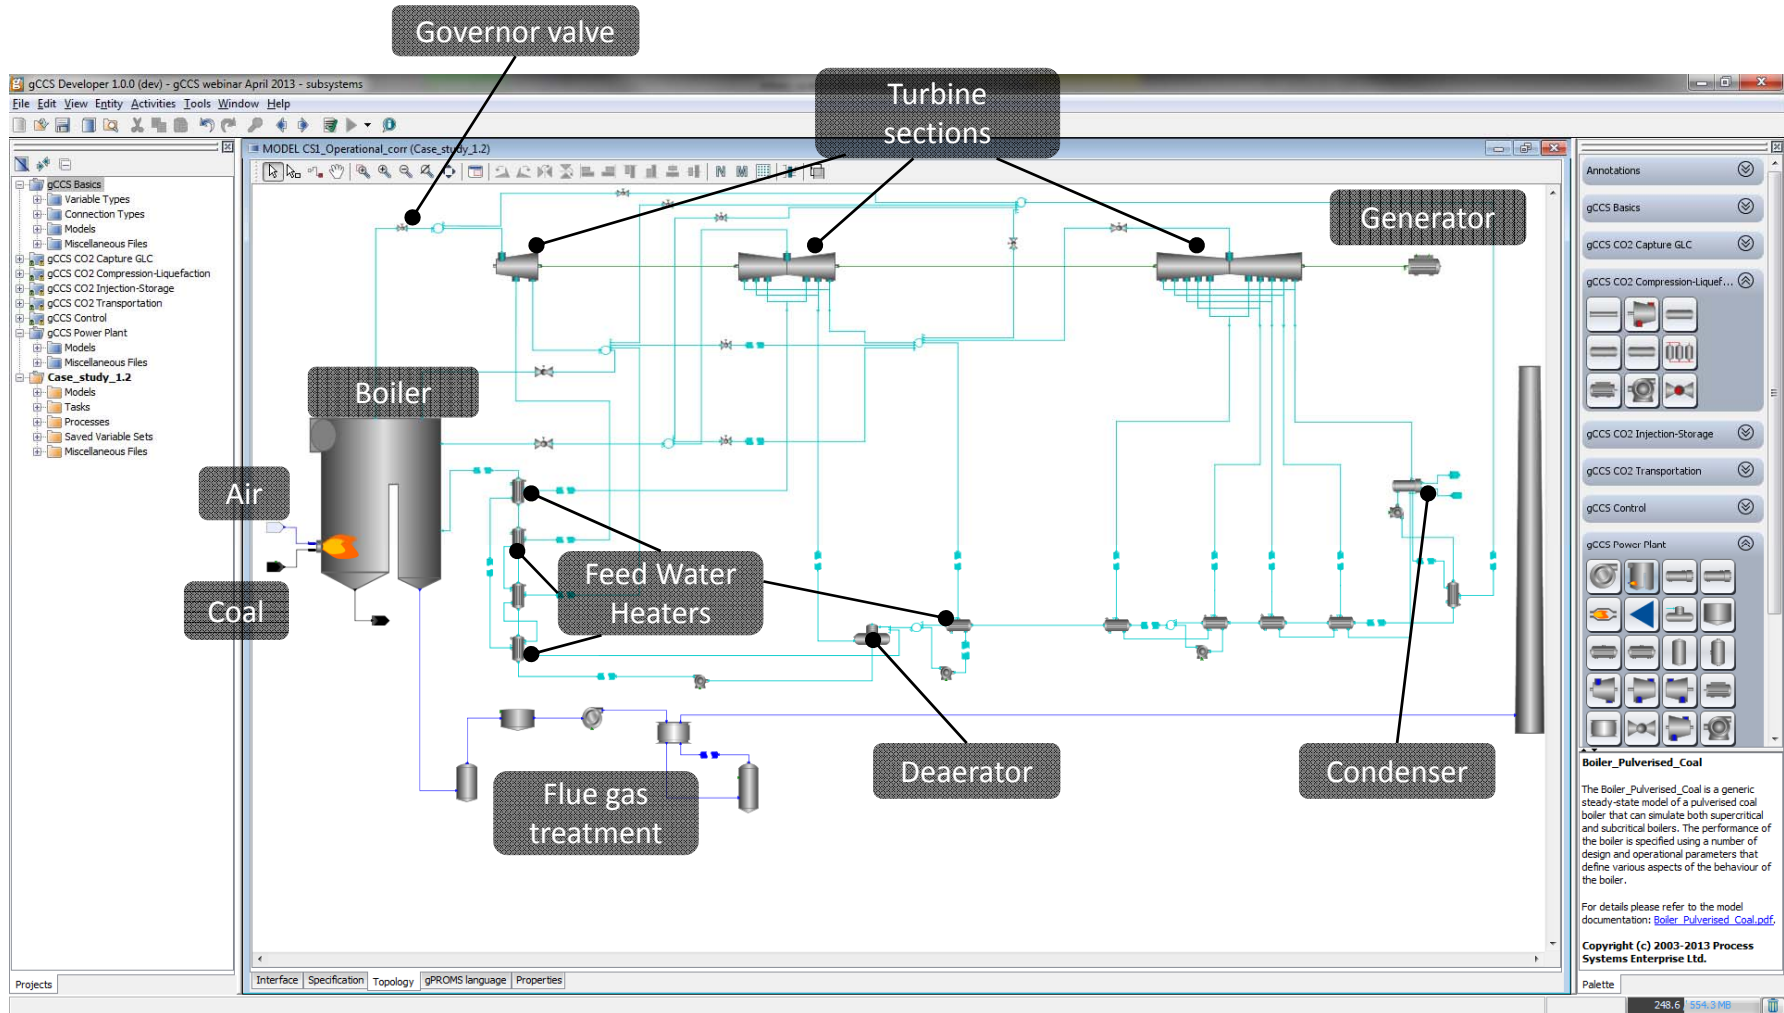 Governor valve
gCCS Developer 1.0.0 (dev) - gCCS webinar April 2013 - subsystems
Turbine
sections
File Edit View Entity Activities Tools Window Help
MODEL CS1_Operational_corr (Case_study_1.2)
gCCS Basics
Variable Types
Connection Types
Models
Miscellaneous Files
gCCS CO2 Capture GLC
gCCS CO2 Compression-Liquefaction
gCCS CO2 Injection-Storage
gCCS CO2 Transportation
gCCS Control
gCCS Power Plant
Models
Miscellaneous Files
Case_study_1.2
Models
Tasks
Processes
Saved Variable Sets
Miscellaneous Files
Projects
N M
Generator
Boiler
Air
Coal
Feed Water
Heaters
Deaerator
Condenser
Flue gas
treatment
Interface Specification Topology gPROMS language Properties
Annotations
gCCS Basics
gCCS CO2 Capture GLC
gCCS CO2 Compression-Liquef...
gCCS CO2 Injection-Storage
gCCS CO2 Transportation
gCCS Control
gCCS Power Plant
Boiler_Pulverised_Coal
The Boiler_Pulverised_Coal is a generic
steady-state model of a pulverised coal
boiler that can simulate both supercritical
and subcritical boilers. The performance of
the boiler is specified using a number of
design and operational parameters that
define various aspects of the behaviour of
the boiler.
For details please refer to the model
documentation: Boiler_Pulverised_Coal.pdf.
Copyright (c) 2003-2013 Process
Systems Enterprise Ltd.
Palette
248.6 / 554.3 MB